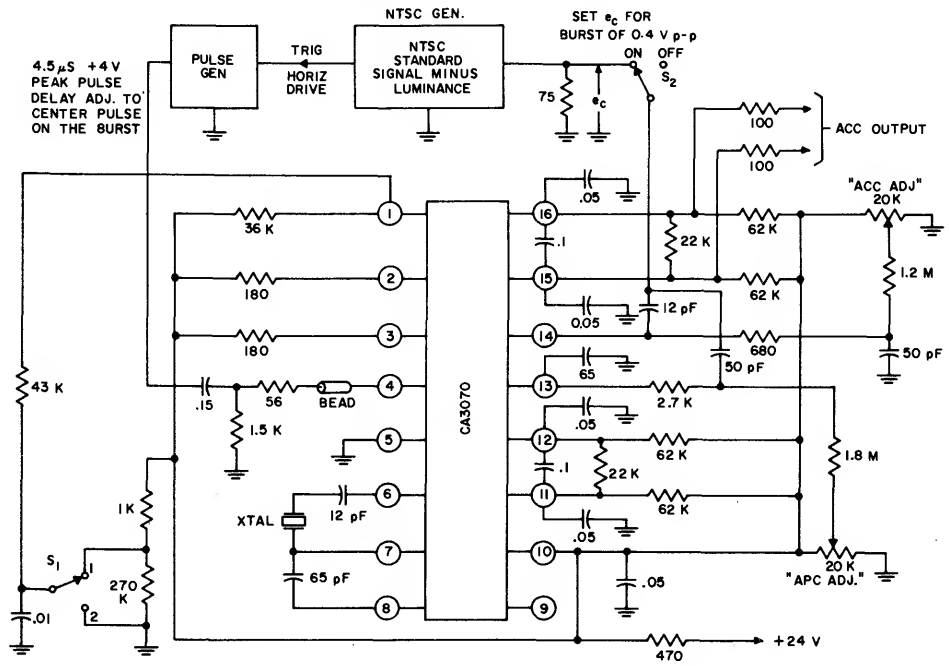 NTSC GEN.
SET ec FOR
BURST OF 0.4 V p-p
ON OFF
S2
4.5 µS +4V
PEAK PULSE
DELAY ADJ. TO
CENTER PULSE
ON THE BURST
PULSE
GEN
TRIG
HORIZ
DRIVE
NTSC
STANDARD
SIGNAL MINUS
LUMINANCE
75
ec
100
100
ACC OUTPUT
.05
"ACC ADJ"
20K
1
36 K
16
62 K
.1
22 K
1.2 M
2
180
15
62 K
0.05
12 pF
3
180
14
680
50 pF
50 pF
43 K
65
4
.15
56
BEAD
13
2.7K
CA3070
1.5 K
.05
5
12
62 K
.1
22 K
1.8 M
1K
XTAL
12 pF
6
11
62 K
.05
S1
1
270
K
7
10
20 K
"APC ADJ."
65 pF
.05
.01
2
8
9
470
+24 V